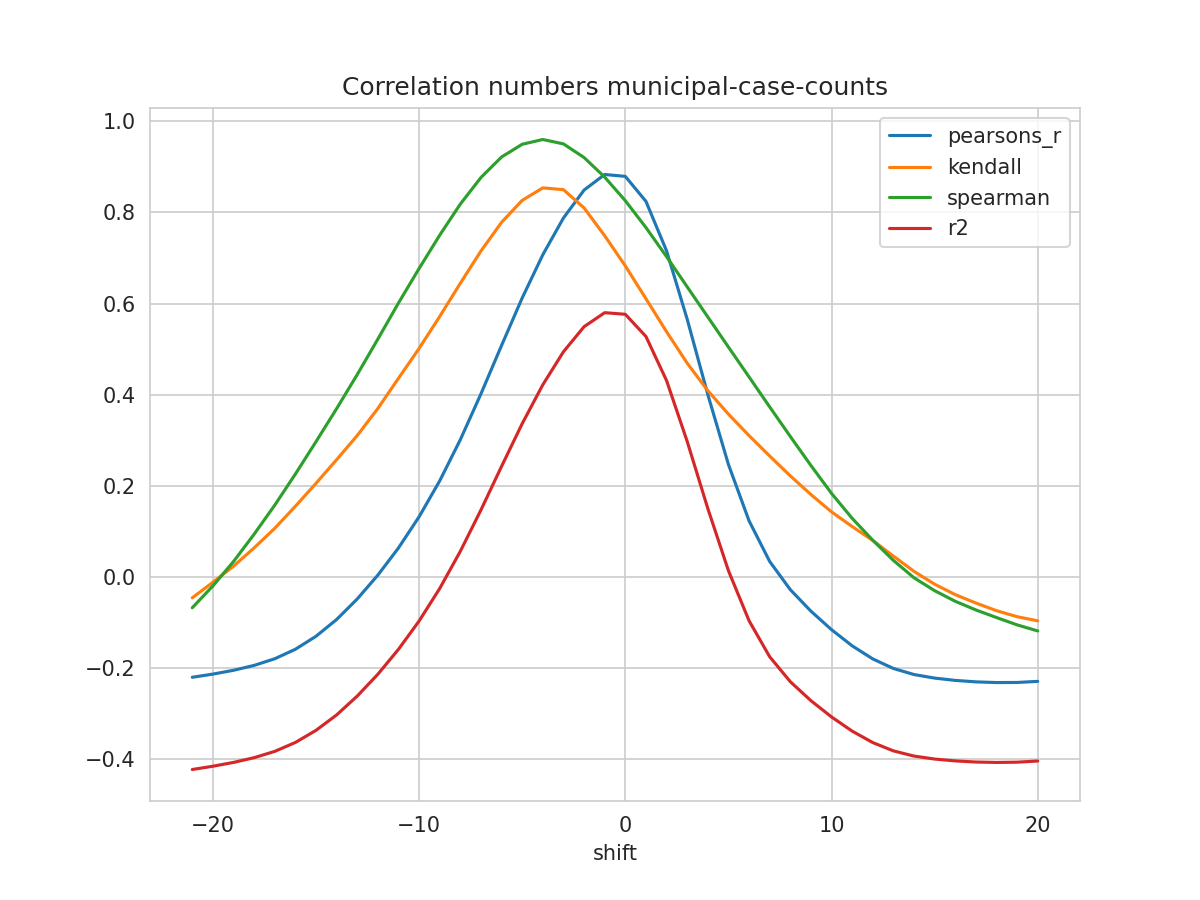 Correlation numbers municipal-case-counts
1.0
0.8
0.6
0.4
0.2
0.0
−0.2
−0.4
pearsons_r
kendall
spearman
r2
−20
−10
0
10
20
shift